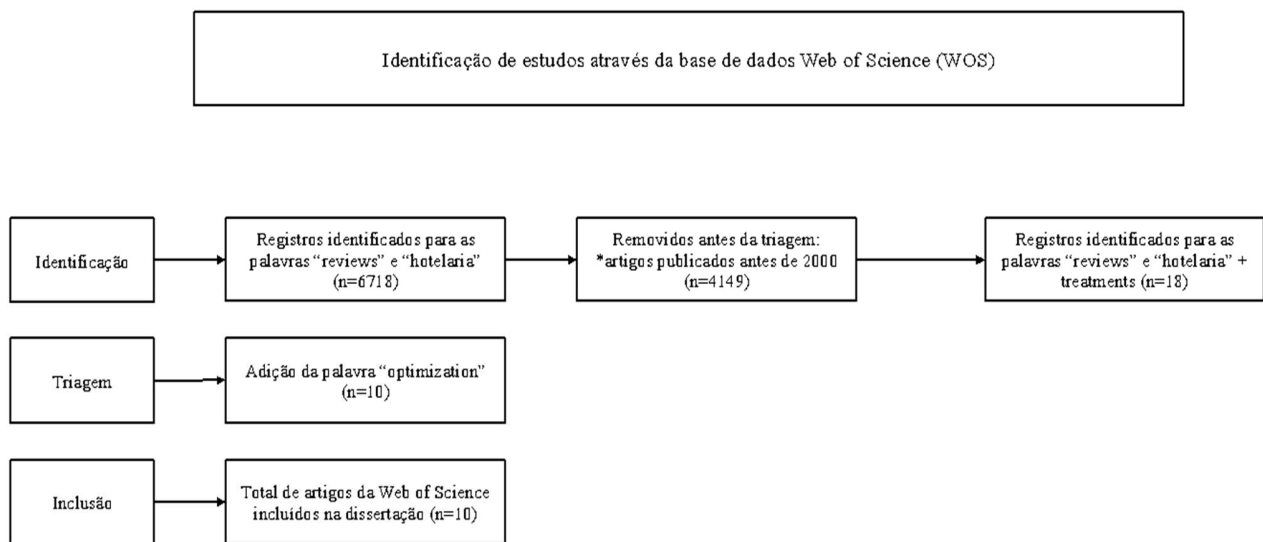 Identificação de estudos através da base de dados Web of Science (WOS)
Identificação
Registros identificados para as
palavras “reviews” e “hotelaria”
(n=6718)
Removidos antes da triagem:
*artigos publicados antes de 2000
(n=4149)
Registros identificados para as
palavras “reviews” e “hotelaria” +
treatments (n=18)
Triagem
Adição da palavra “optimization”
(n=10)
Inclusão
Total de artigos da Web of Science
incluídos na dissertação (n=10)